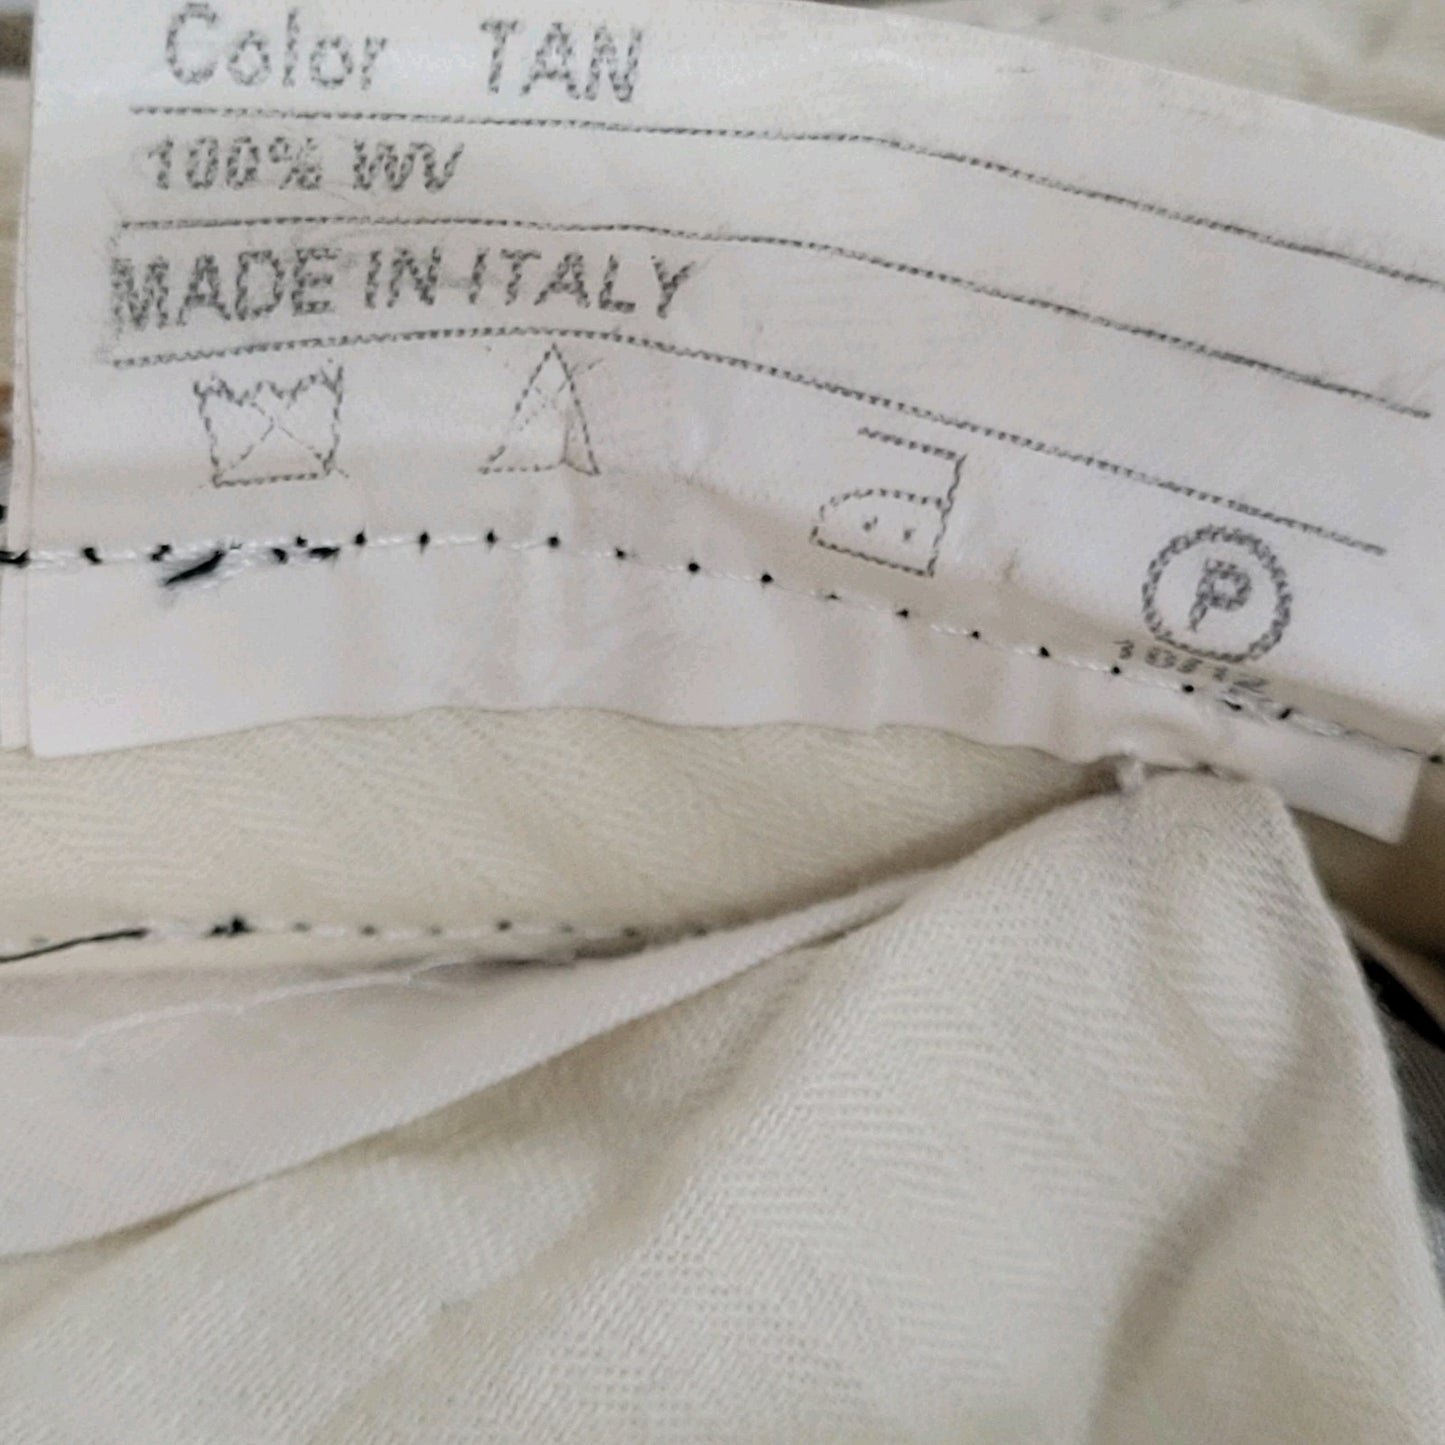 Color TAN
100% WV
MADE IN ITALY
P